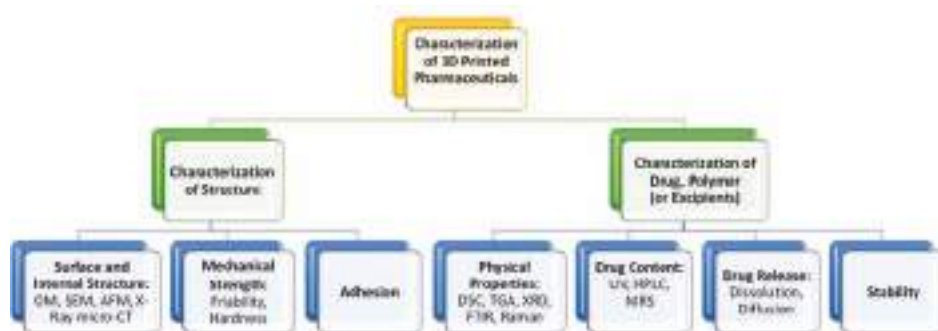 Characterization
of 3D Printed
Pharmaceuticals
Characterization
of Structure
Characterization of
Drug, Polymer
(or Excipients)
Surface and
Internal Structure:
OM, SEM, AFM, X-
Ray micro-CT
Mechanical
Strength:
Friability,
Hardness
Adhesion
Physical
Properties:
DSC, TGA, XRD,
FTIR, Raman
Drug Content:
UV, HPLC,
NIRS
Drug Release:
Dissolution,
Diffusion
Stability